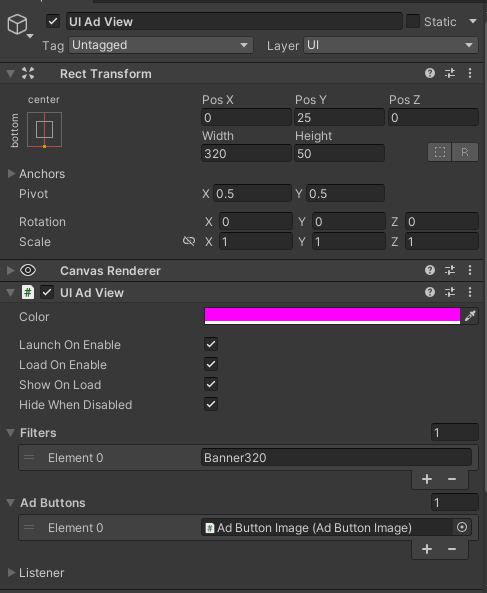 UI Ad View Static
Tag Untagged Layer UI
Rect Transform
center Pos X Pos Y Pos Z
bottom 0 25 0
Width Height
320 50 R
Anchors
Pivot X 0.5 Y 0.5
Rotation X 0 Y 0 Z 0
Scale X 1 Y 1 Z 1
Canvas Renderer
# UI Ad View
Color
Launch On Enable
Load On Enable
Show On Load
Hide When Disabled
Filters 1
Element 0 Banner320
+ −
Ad Buttons 1
Element 0 # Ad Button Image (Ad Button Image)
+ −
Listener